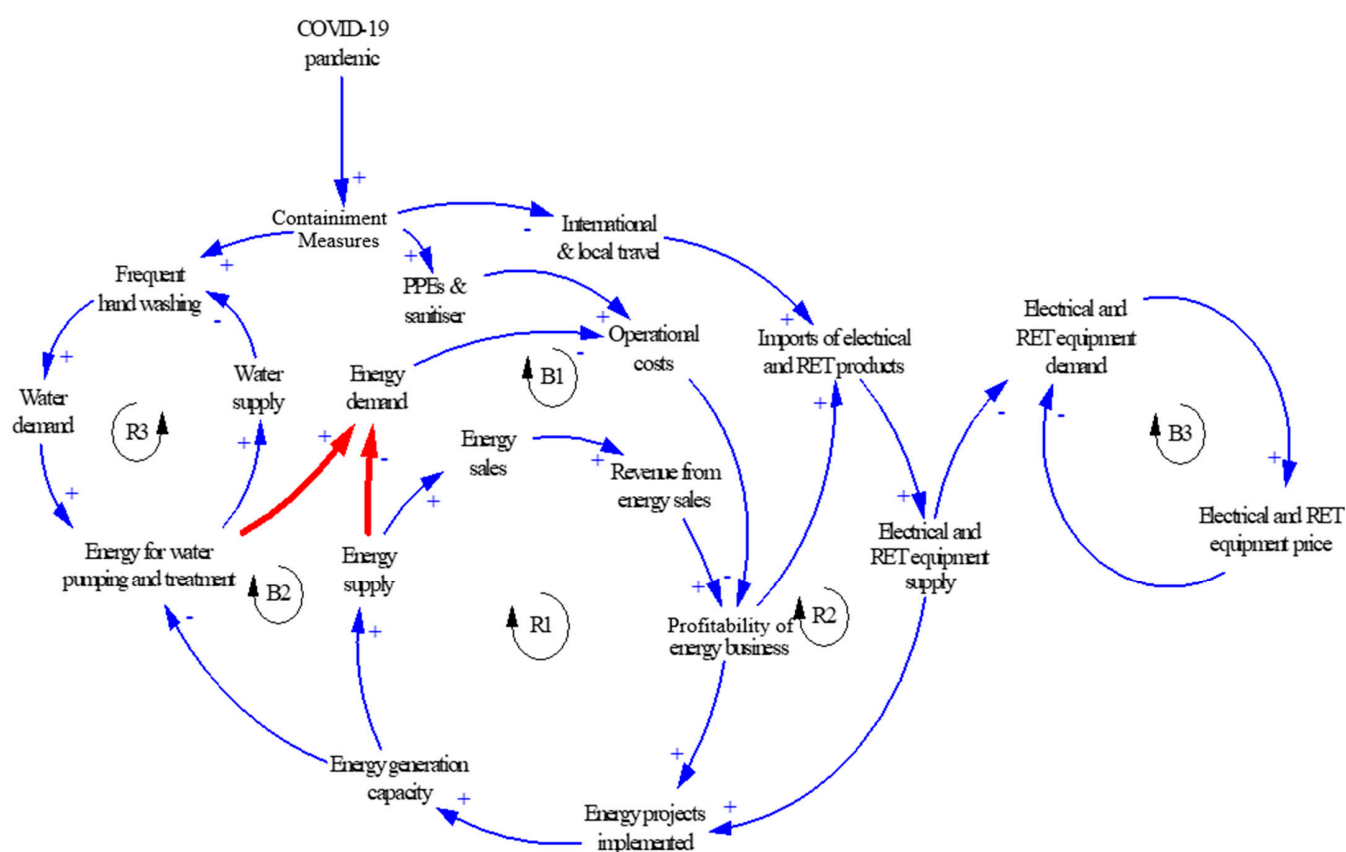 COVID-19
pandemic
+
Containiment
Measures
-
+
+
International
& local travel
Frequent
hand washing
-
PPEs &
sanitiser
+
-
Operational
costs
+
Imports of electrical
and RET products
Electrical and
RET equipment
demand
+
Water
demand
Water
supply
Energy
demand
B1
R3
+
-
+
-
-
B3
+
Energy
sales
+
Revenue from
energy sales
+
+
+
+
Energy for water
pumping and treatment
B2
Energy
supply
Electrical and
RET equipment
supply
Electrical and RET
equipment price
+
-
-
+
R1
Profitability of
energy business
R2
Energy generation
capacity
+
+
+
Energy projects
implemented